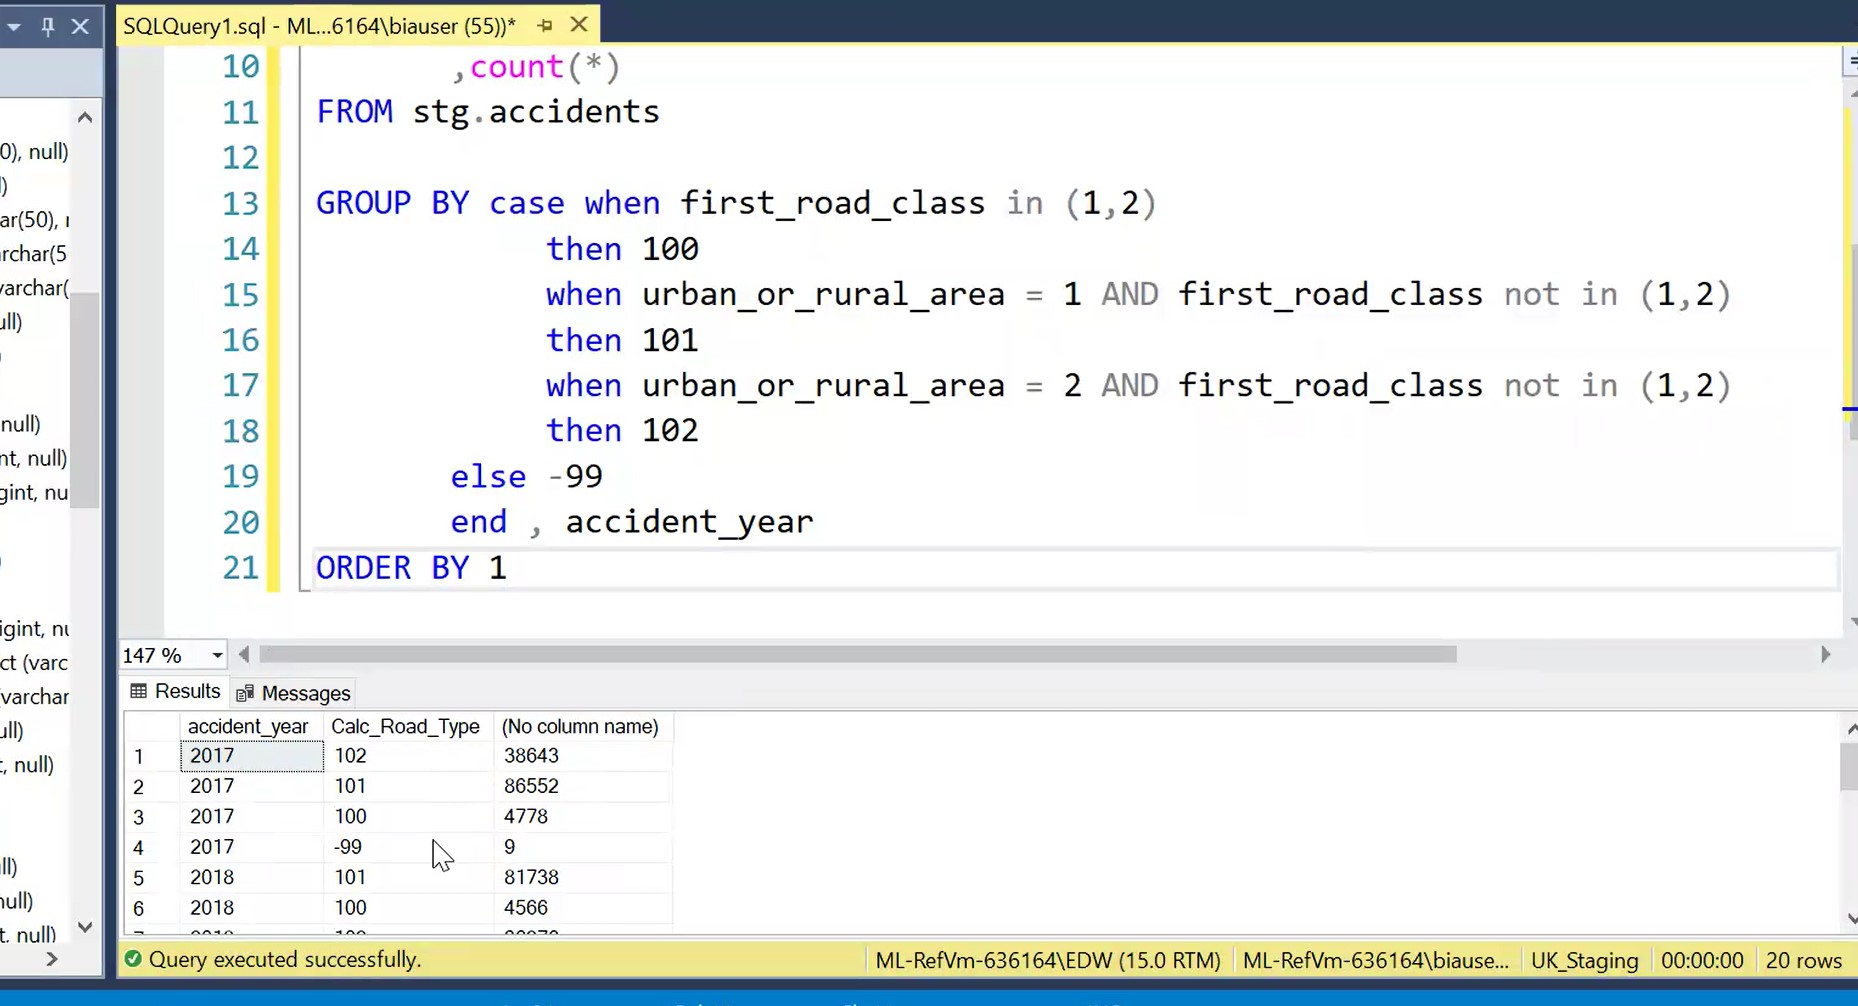 SQLQuery1.sql - ML...6164\biauser (55))*
0), null)
ar(50), r
rchar(5
varchar(
ull)
null)
nt, null)
igint, nu
igint, nu
ct (varc
(varchar
ull)
t, null)
ll)
null)
t, null)
10 ,count(*)
11 FROM stg.accidents
12
13 GROUP BY case when first_road_class in (1,2)
14 then 100
15 when urban_or_rural_area = 1 AND first_road_class not in (1,2)
16 then 101
17 when urban_or_rural_area = 2 AND first_road_class not in (1,2)
18 then 102
19 else -99
20 end , accident_year
21 ORDER BY 1
147 %
Results Messages
accident_year Calc_Road_Type (No column name)
1 2017 102 38643
2 2017 101 86552
3 2017 100 4778
4 2017 -99 9
5 2018 101 81738
6 2018 100 4566
Query executed successfully. ML-RefVm-636164\EDW (15.0 RTM) ML-RefVm-636164\biause... UK_Staging 00:00:00 20 rows